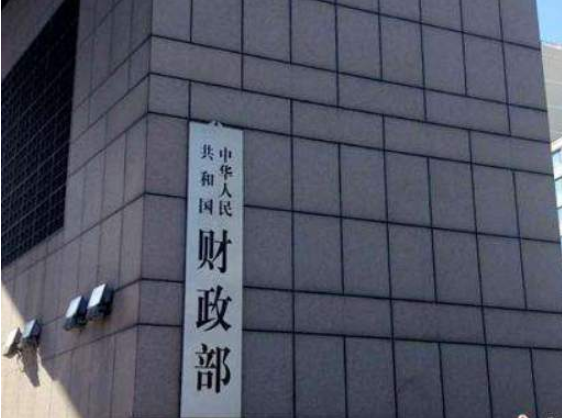 中华人民
共和国
财政部